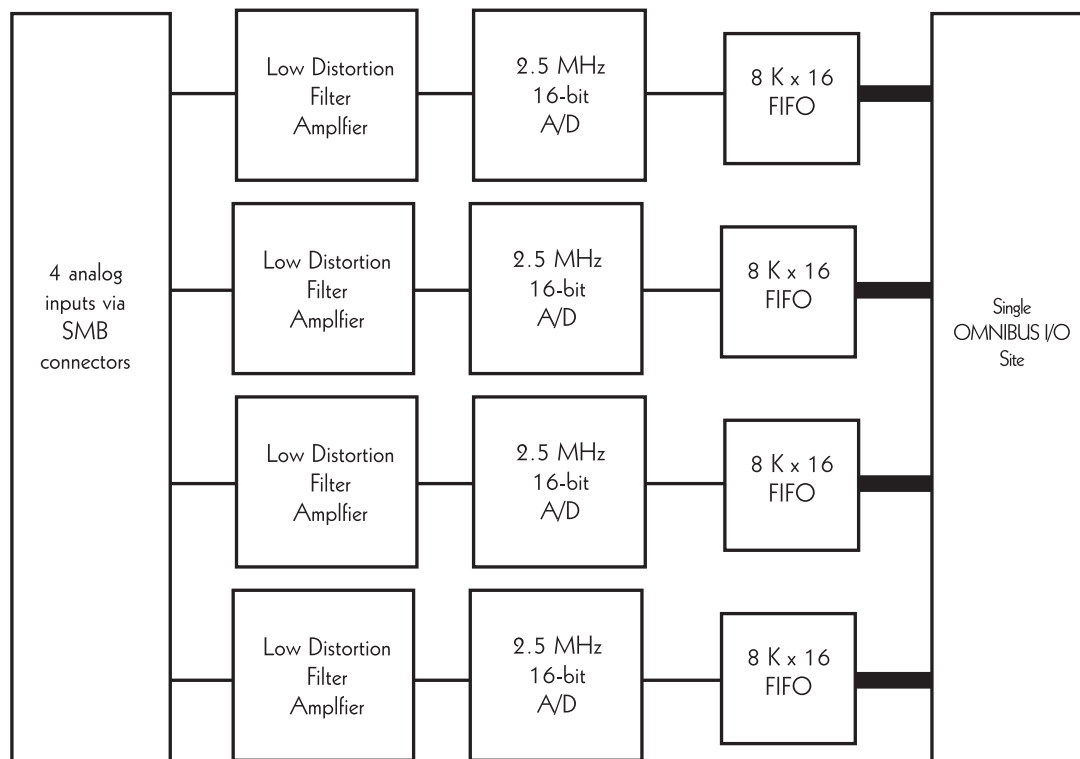 4 analog
inputs via
SMB
connectors
Low Distortion
Filter
Amplfier
2.5 MHz
16-bit
A/D
8 K x 16
FIFO
Low Distortion
Filter
Amplfier
2.5 MHz
16-bit
A/D
8 K x 16
FIFO
Low Distortion
Filter
Amplfier
2.5 MHz
16-bit
A/D
8 K x 16
FIFO
Low Distortion
Filter
Amplfier
2.5 MHz
16-bit
A/D
8 K x 16
FIFO
Single
OMNIBUS I/O
Site